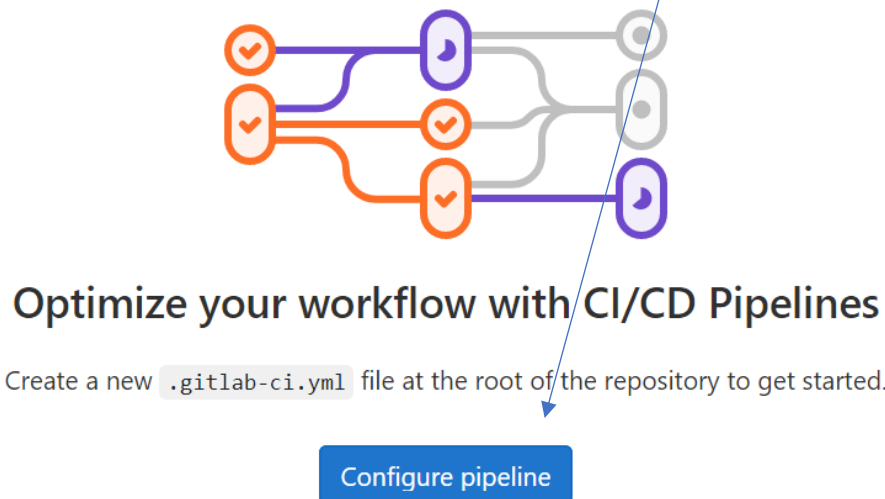 Optimize your workflow with CI/CD Pipelines
Create a new .gitlab-ci.yml file at the root of the repository to get started.
Configure pipeline